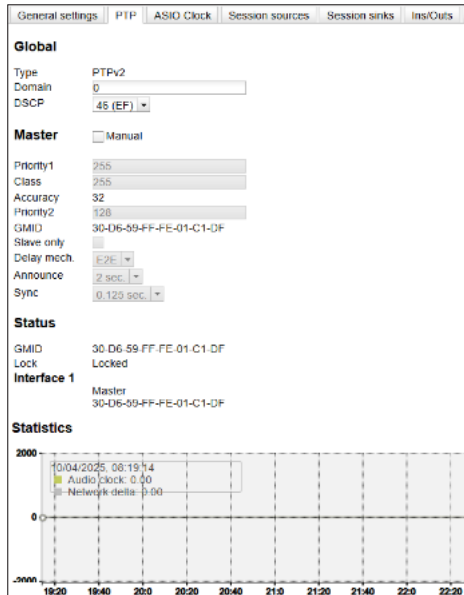 General settings PTP ASIO Clock Session sources Session sinks Ins/Outs
Global
Type PTPv2
Domain 0
DSCP 46 (EF)
Master Manual
Priority1 255
Class 255
Accuracy 32
Priority2 128
GMID 30-D6-59-FF-FE-01-C1-DF
Slave only
Delay mech. E2E
Announce 2 sec.
Sync 0.125 sec.
Status
GMID 30-D6-59-FF-FE-01-C1-DF
Lock Locked
Interface 1
Master
30-D6-59-FF-FE-01-C1-DF
Statistics
2000
10/04/2025, 08:19:14
Audio clock: 0.00
Network delta: 0.00
0
-2000
19:20 19:40 20:0 20:20 20:40 21:0 21:20 21:40 22:0 22:20